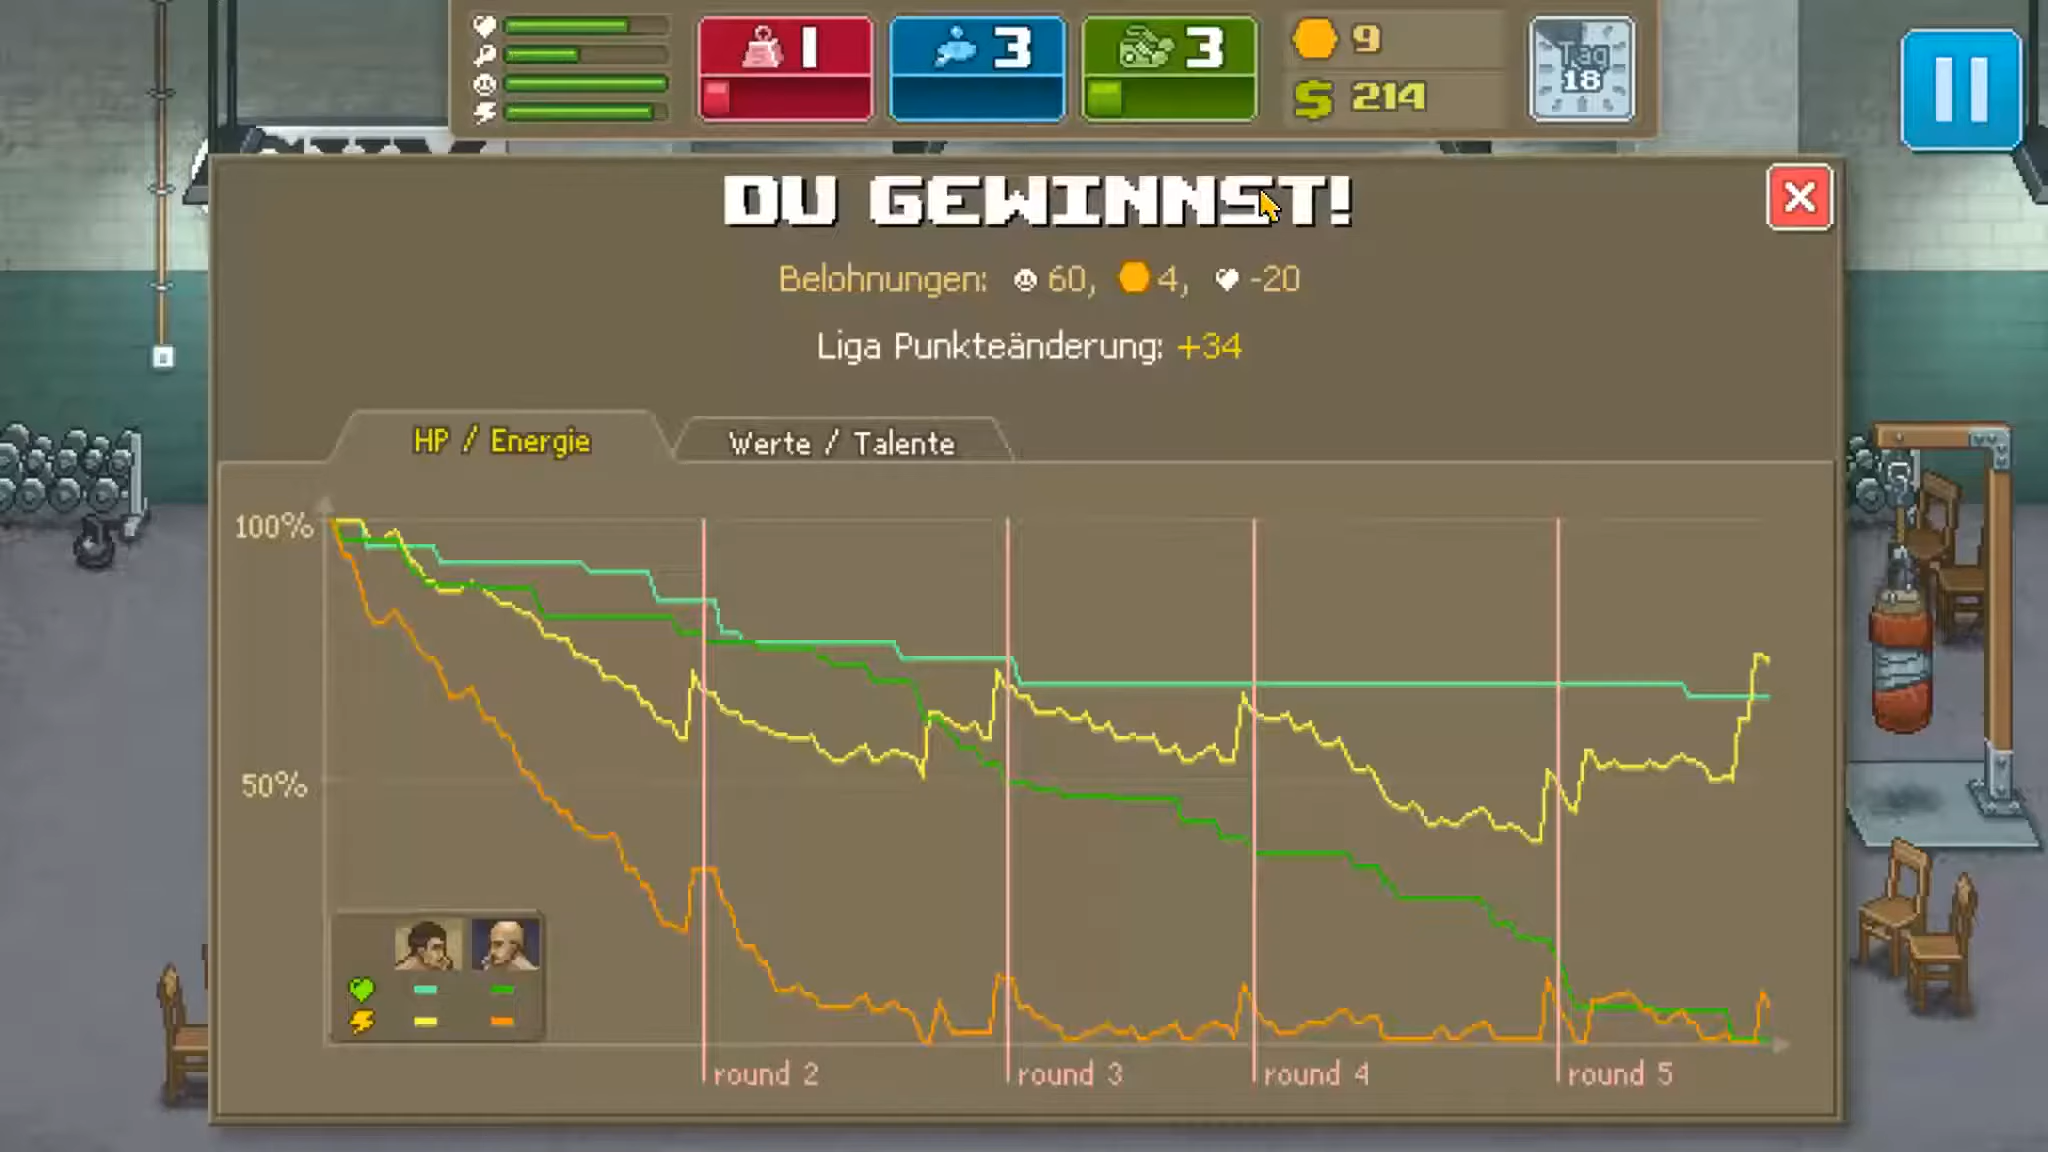 1
3
3
9
$ 214
Tag
18
DU GEWINNST!
Belohnungen: 60, 4, -20
Liga Punkteänderung: +34
HP / Energie
Werte / Talente
100%
50%
round 2
round 3
round 4
round 5